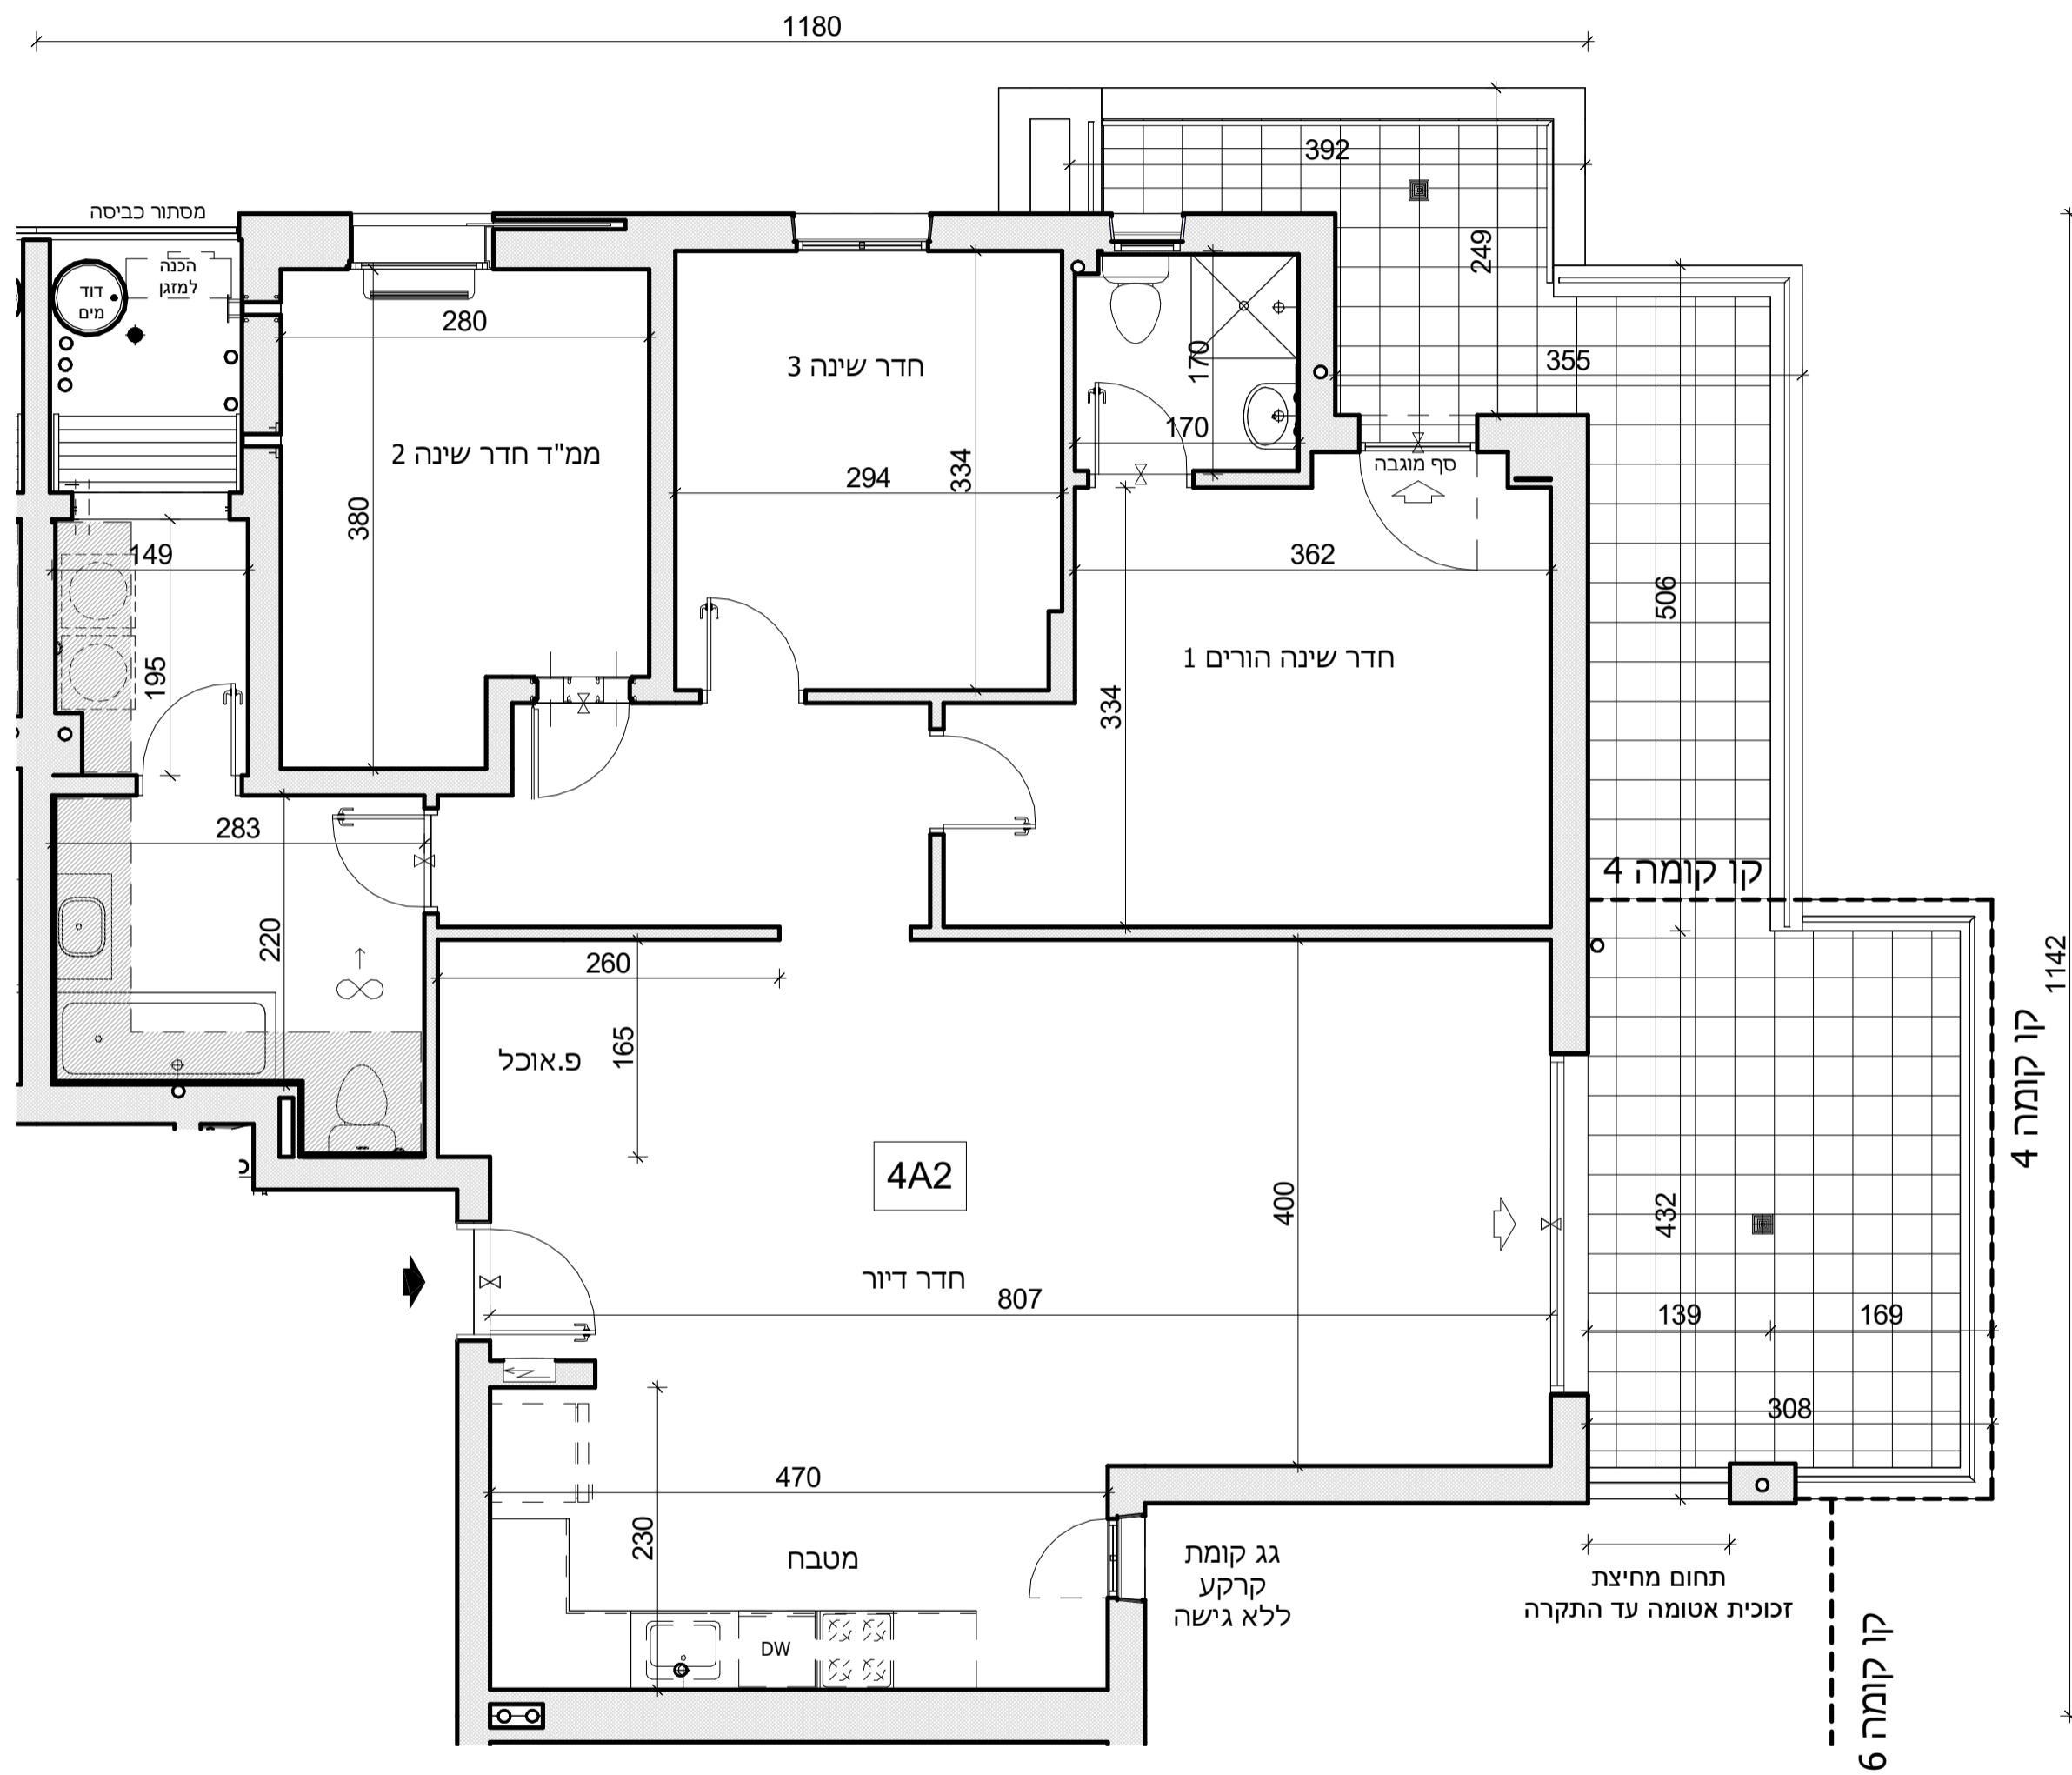 1180
392
249
מסתור כביסה
הכנה
למזגן
דוד
מים
280
חדר שינה 3
170
355
170
ממ"ד חדר שינה 2
סף מוגבה
334
294
380
149
362
506
195
חדר שינה הורים 1
334
283
קו קומה 4
220
260
1142
165
פ.אוכל
קו קומה 4
4A2
400
432
חדר דיור
807
139
169
308
470
230
מטבח
DW
גג קומת
קרקע
ללא גישה
תחום מחיצת
זכוכית אטומה עד התקרה
קו קומה 6